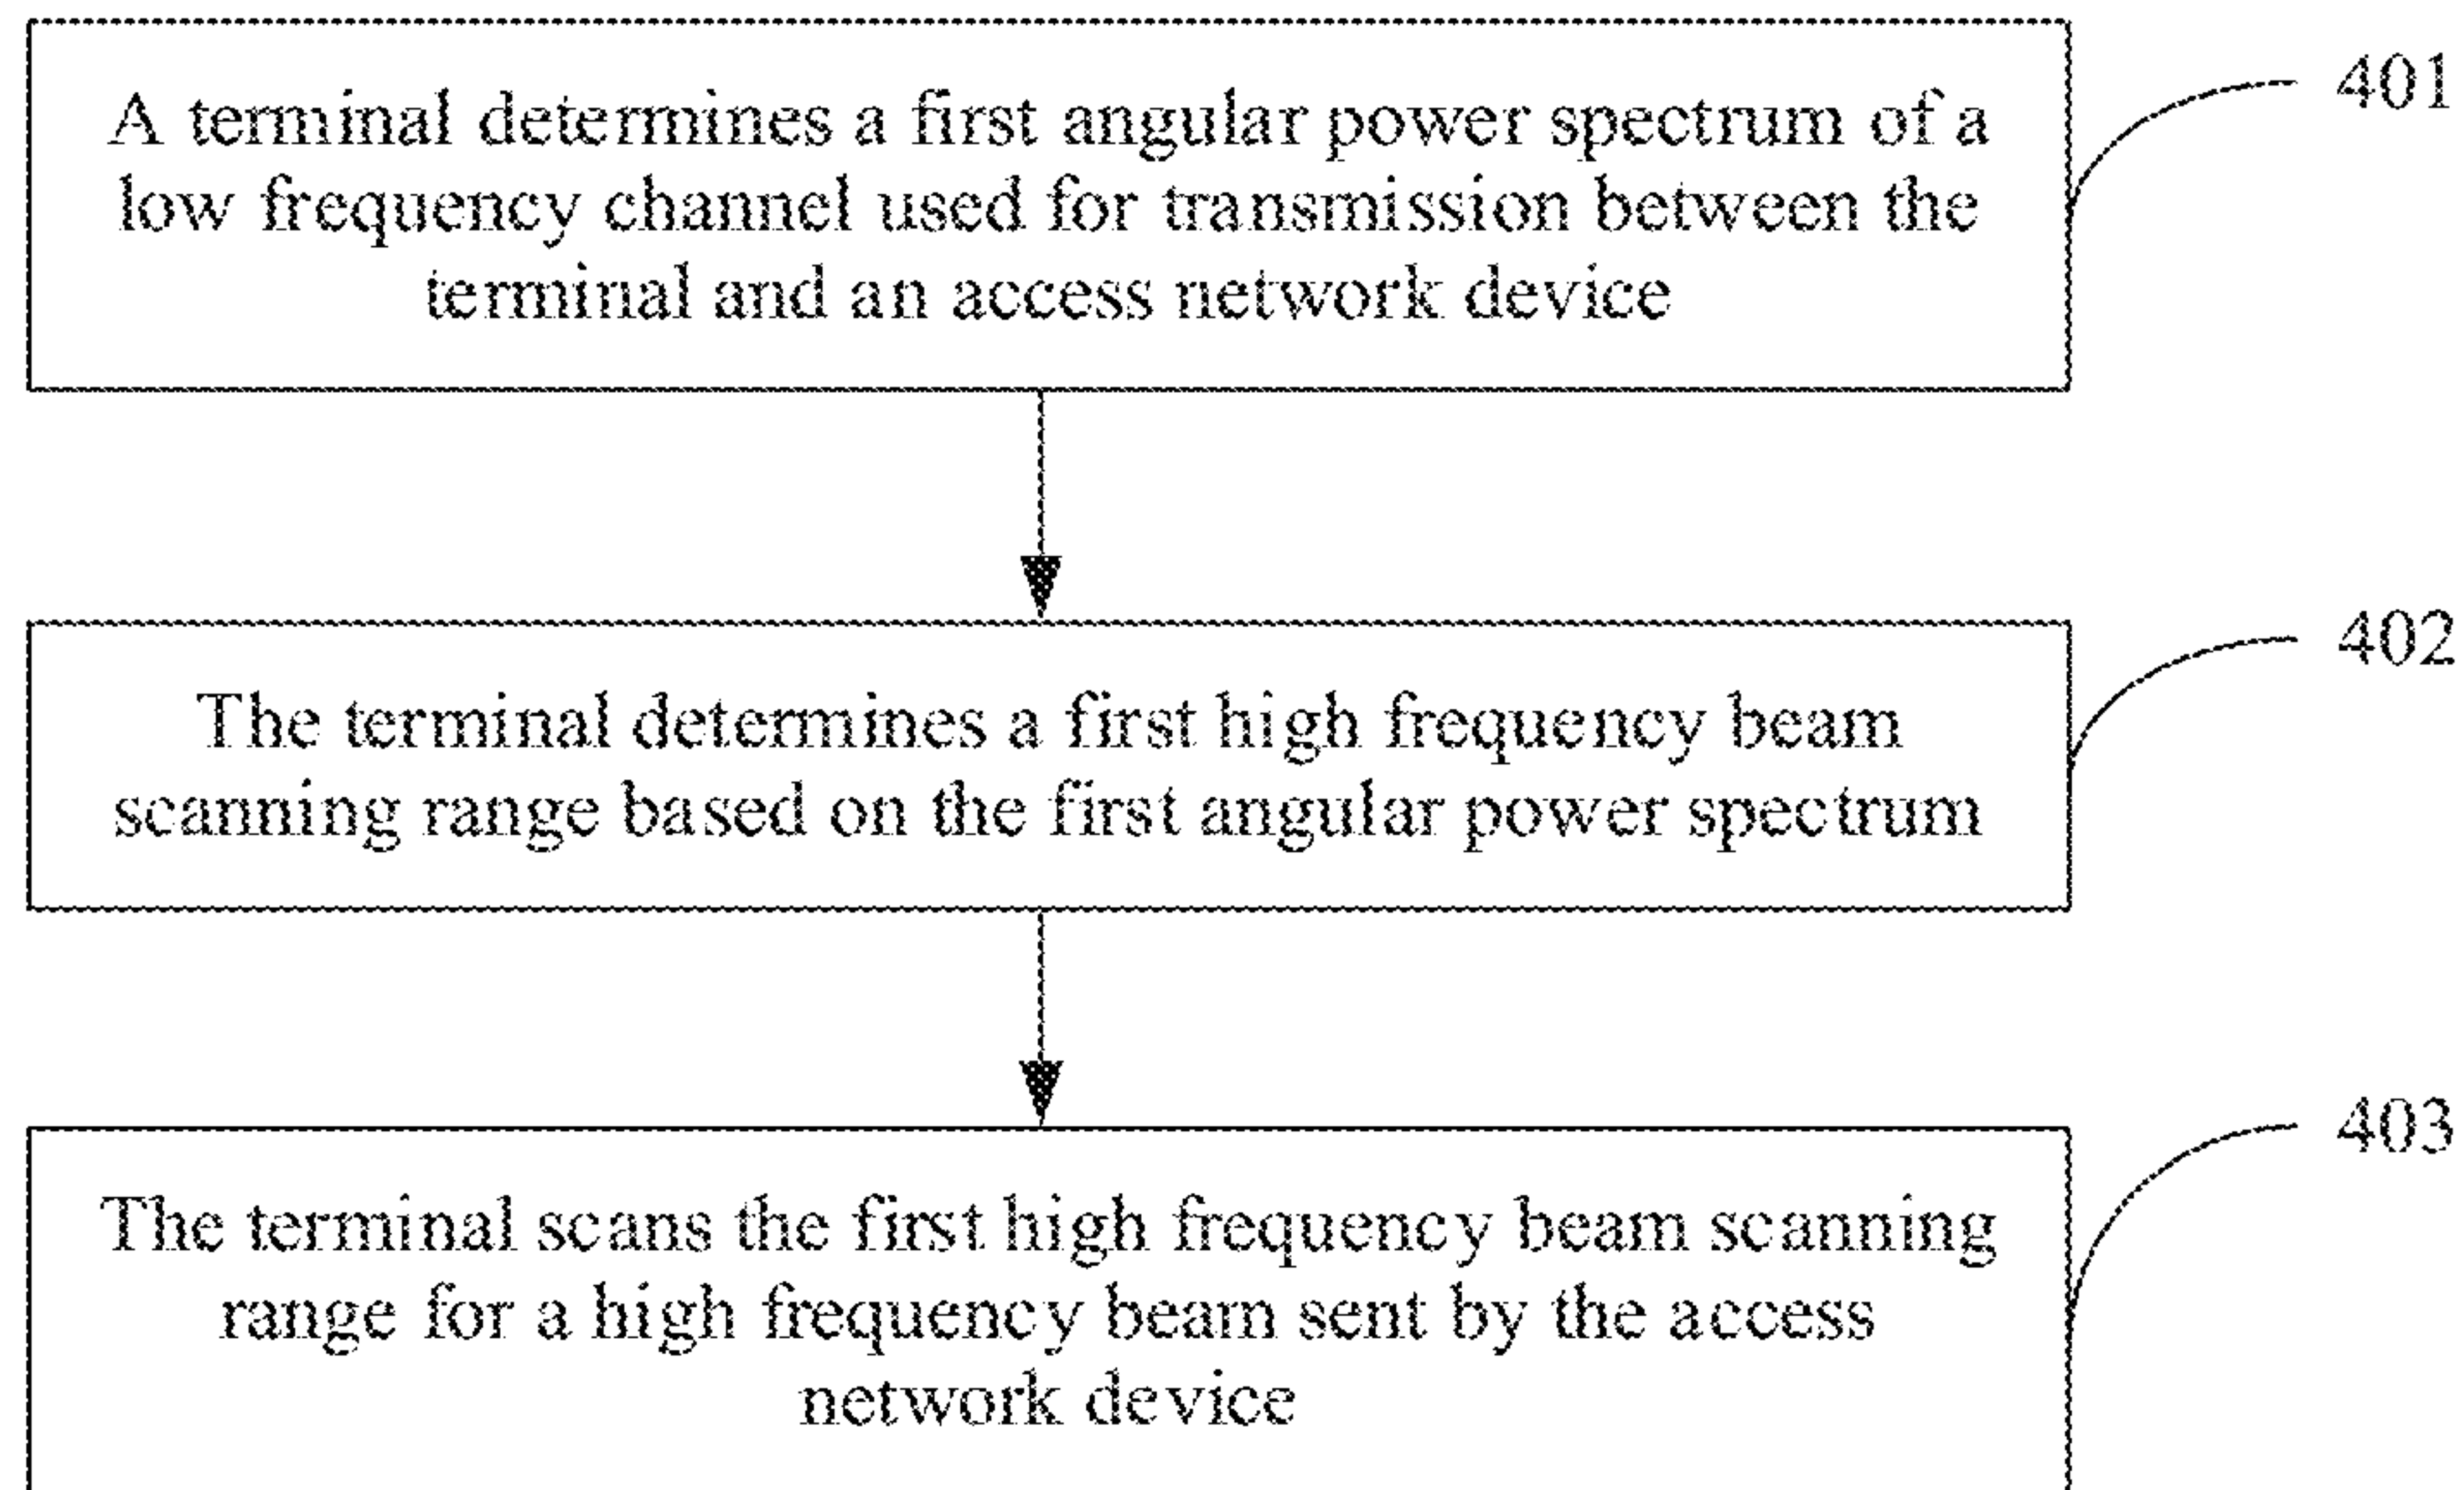 A terminal determines a first angular power spectrum of a
low frequency channel used for transmission between the
terminal and an access network device
401
The terminal determines a first high frequency beam
scanning range based on the first angular power spectrum
402
The terminal scans the first high frequency beam scanning
range for a high frequency beam sent by the access
network device
403